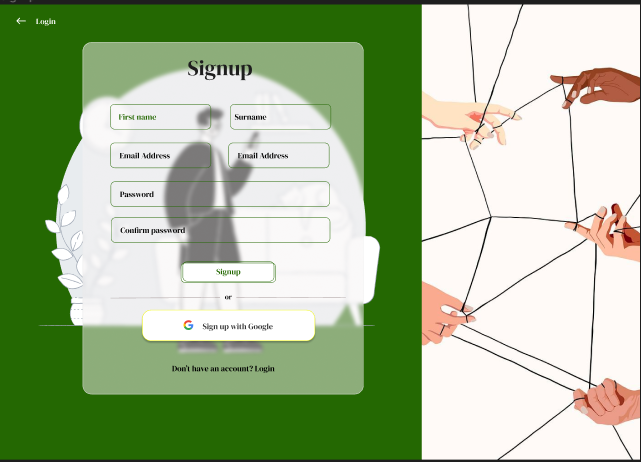 Login
Signup
First name
Surname
Email Address
Email Address
Password
Confirm password
Signup
or
Sign up with Google
Don't have an account? Login